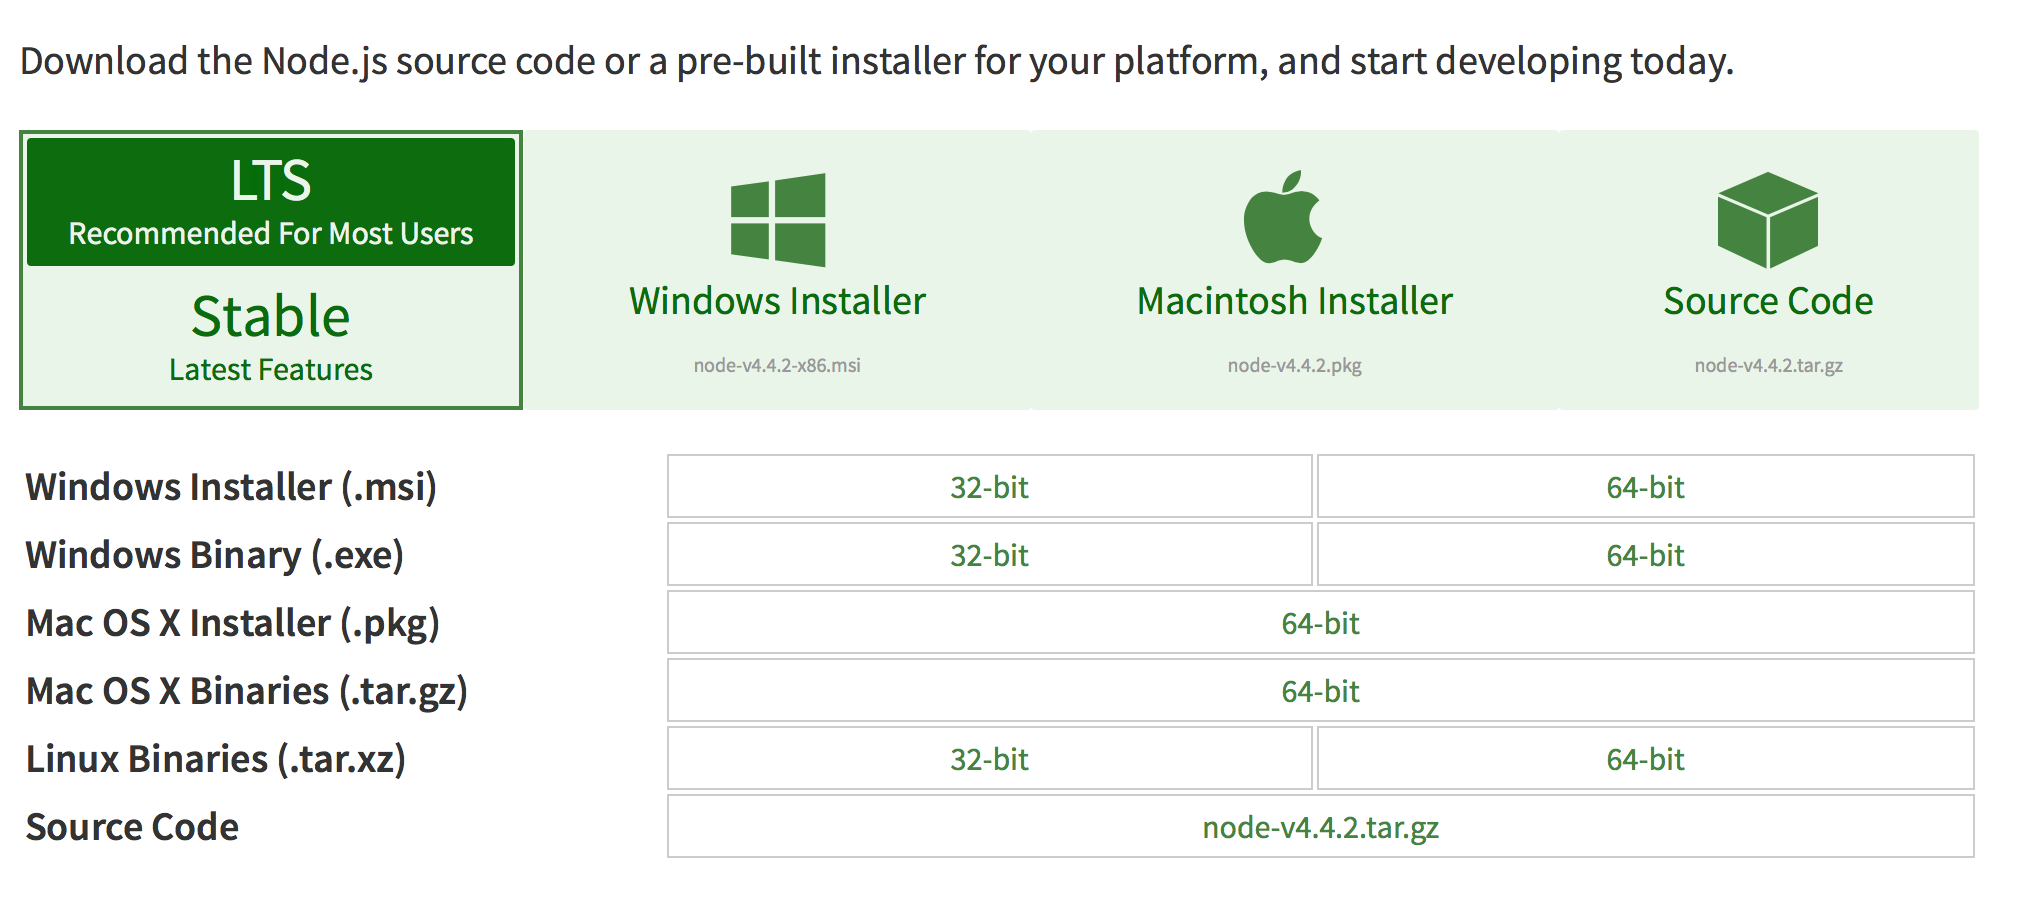 Download the Node.js source code or a pre-built installer for your platform, and start developing today.
LTS
Recommended For Most Users
Stable
Latest Features
Windows Installer
node-v4.4.2-x86.msi
Macintosh Installer
node-v4.4.2.pkg
Source Code
node-v4.4.2.tar.gz
Windows Installer (.msi) 32-bit 64-bit
Windows Binary (.exe) 32-bit 64-bit
Mac OS X Installer (.pkg) 64-bit
Mac OS X Binaries (.tar.gz) 64-bit
Linux Binaries (.tar.xz) 32-bit 64-bit
Source Code node-v4.4.2.tar.gz